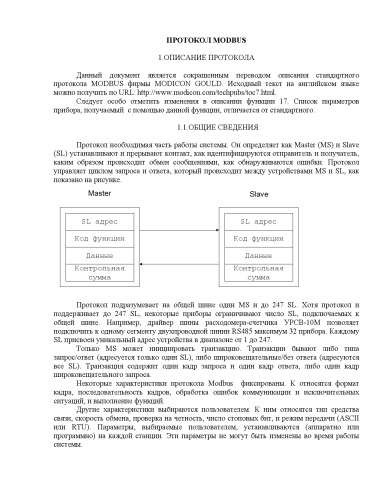 ПРОТОКОЛ MODBUS
1.ОПИСАНИЕ ПРОТОКОЛА
Данный документ является сокращенным переводом описания стандартного
протокола MODBUS фирмы MODICON GOULD. Исходный текст на английском языке
можно получить по URL: http://www.modicon.com/techpubs/toc7.html.
Следует особо отметить изменения в описании функции 17. Список параметров
прибора, получаемый с помощью данной функции, отличается от стандартного.
1.1.ОБЩИЕ СВЕДЕНИЯ
Протокол необходимая часть работы системы. Он определяет как Master (MS) и Slave
(SL) устанавливают и прерывают контакт, как идентифицируются отправитель и получатель,
каким образом происходит обмен сообщениями, как обнаруживаются ошибки. Протокол
управляет циклом запроса и ответа, который происходит между устройствами MS и SL, как
показано на рисунке.
Master Slave
SL адрес SL адрес
Код функции Код функции
Данные Данные
Контрольная Контрольная
сумма сумма
Протокол подразумевает на общей шине один MS и до 247 SL. Хотя протокол и
поддерживает до 247 SL, некоторые приборы ограничивают число SL, подключаемых к
общей шине. Например, драйвер шины расходомера-счетчика УРСВ-10М позволяет
подключить к одному сегменту двухпроводной линии RS485 максимум 32 прибора. Каждому
SL присвоен уникальный адрес устройства в диапазоне от 1 до 247.
Только MS может инициировать транзакцию. Транзакции бывают либо типа
запрос/ответ (адресуется только один SL), либо широковещательные/без ответа (адресуются
все SL). Транзакция содержит один кадр запроса и один кадр ответа, либо один кадр
широковещательного запроса.
Некоторые характеристики протокола Modbus фиксированы. К относятся формат
кадра, последовательность кадров, обработка ошибок коммуникации и исключительных
ситуаций, и выполнение функций.
Другие характеристики выбираются пользователем. К ним относятся тип средства
связи, скорость обмена, проверка на четность, число стоповых бит, и режим передачи (ASCII
или RTU). Параметры, выбираемые пользователем, устанавливаются (аппаратно или
программно) на каждой станции. Эти параметры не могут быть изменены во время работы
системы.